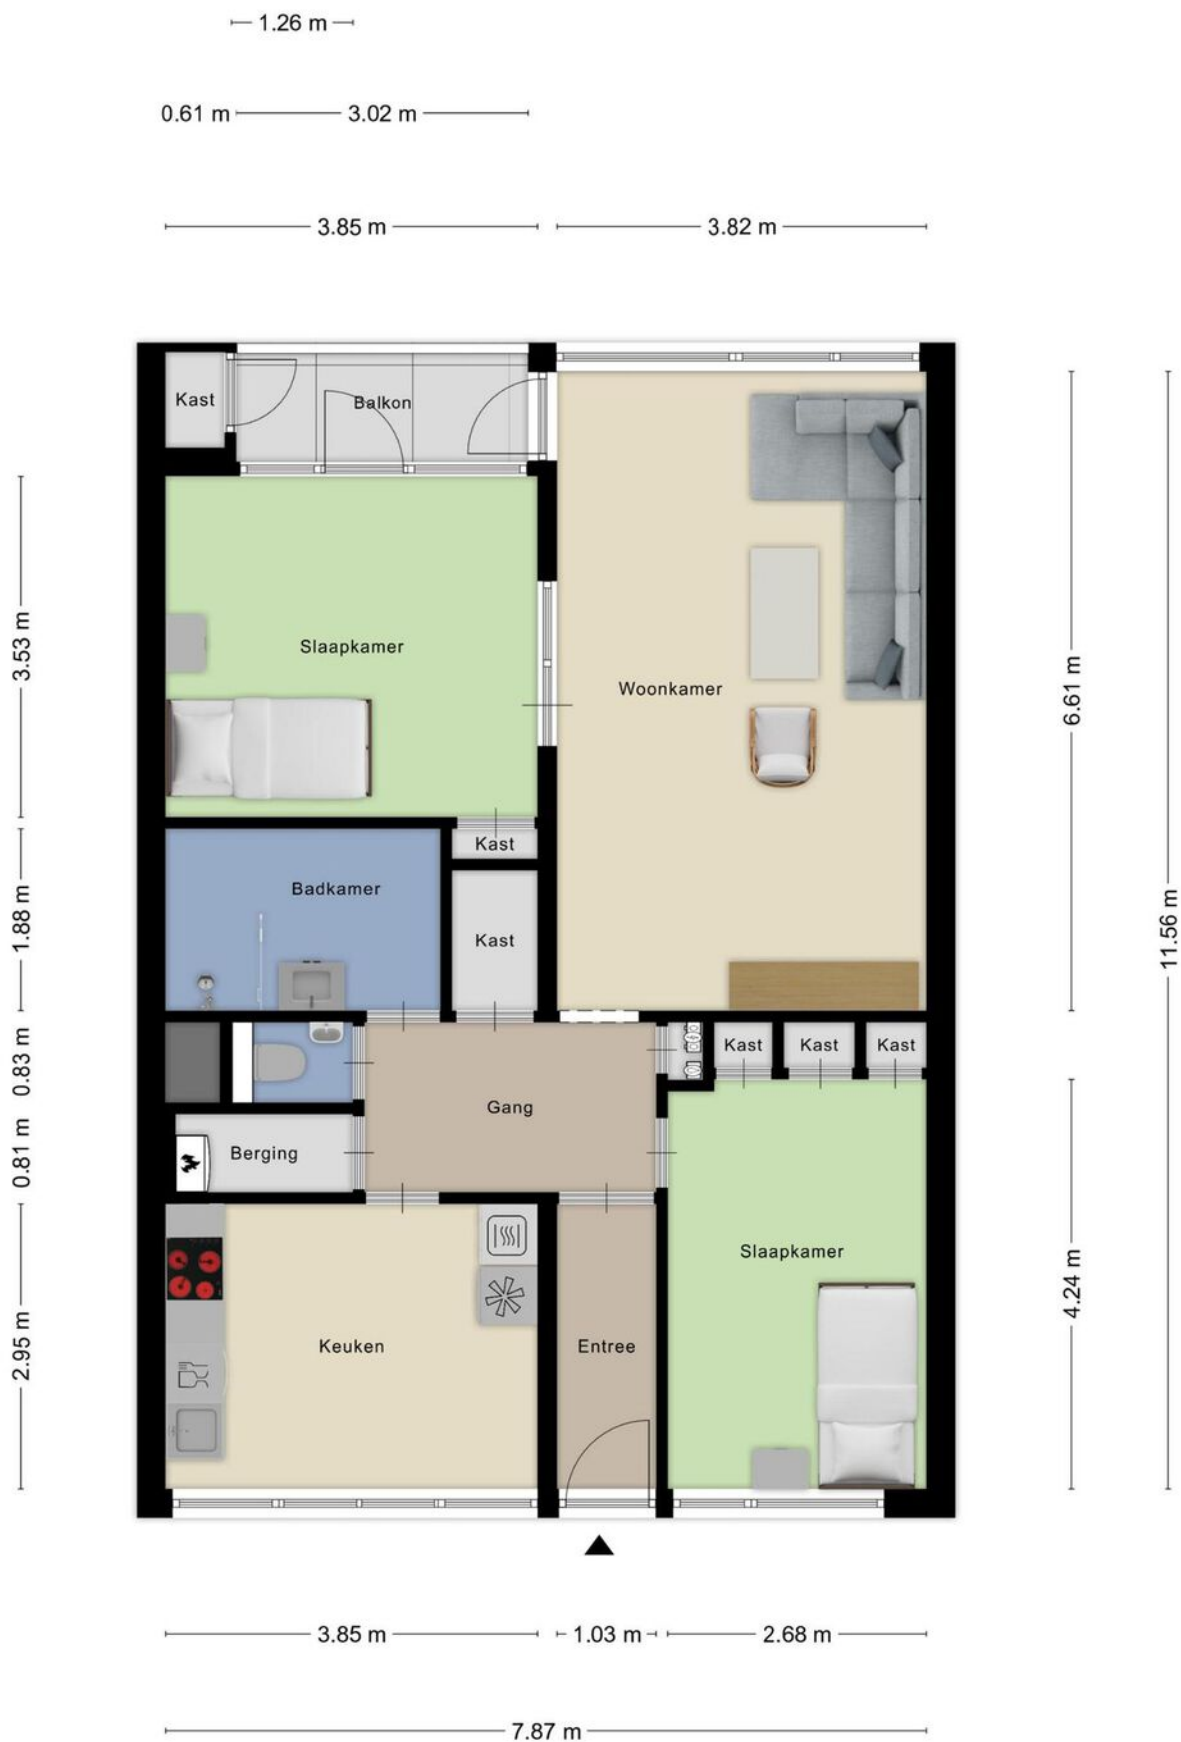 1.26 m
0.61 m
3.02 m
3.85 m
3.82 m
Kast
Balkon
3.53 m
Slaapkamer
Woonkamer
6.61 m
Kast
Badkamer
1.88 m
Kast
11.56 m
0.83 m
Kast
Kast
Kast
Gang
0.81 m
Berging
Slaapkamer
4.24 m
2.95 m
Keuken
Entree
3.85 m
1.03 m
2.68 m
7.87 m